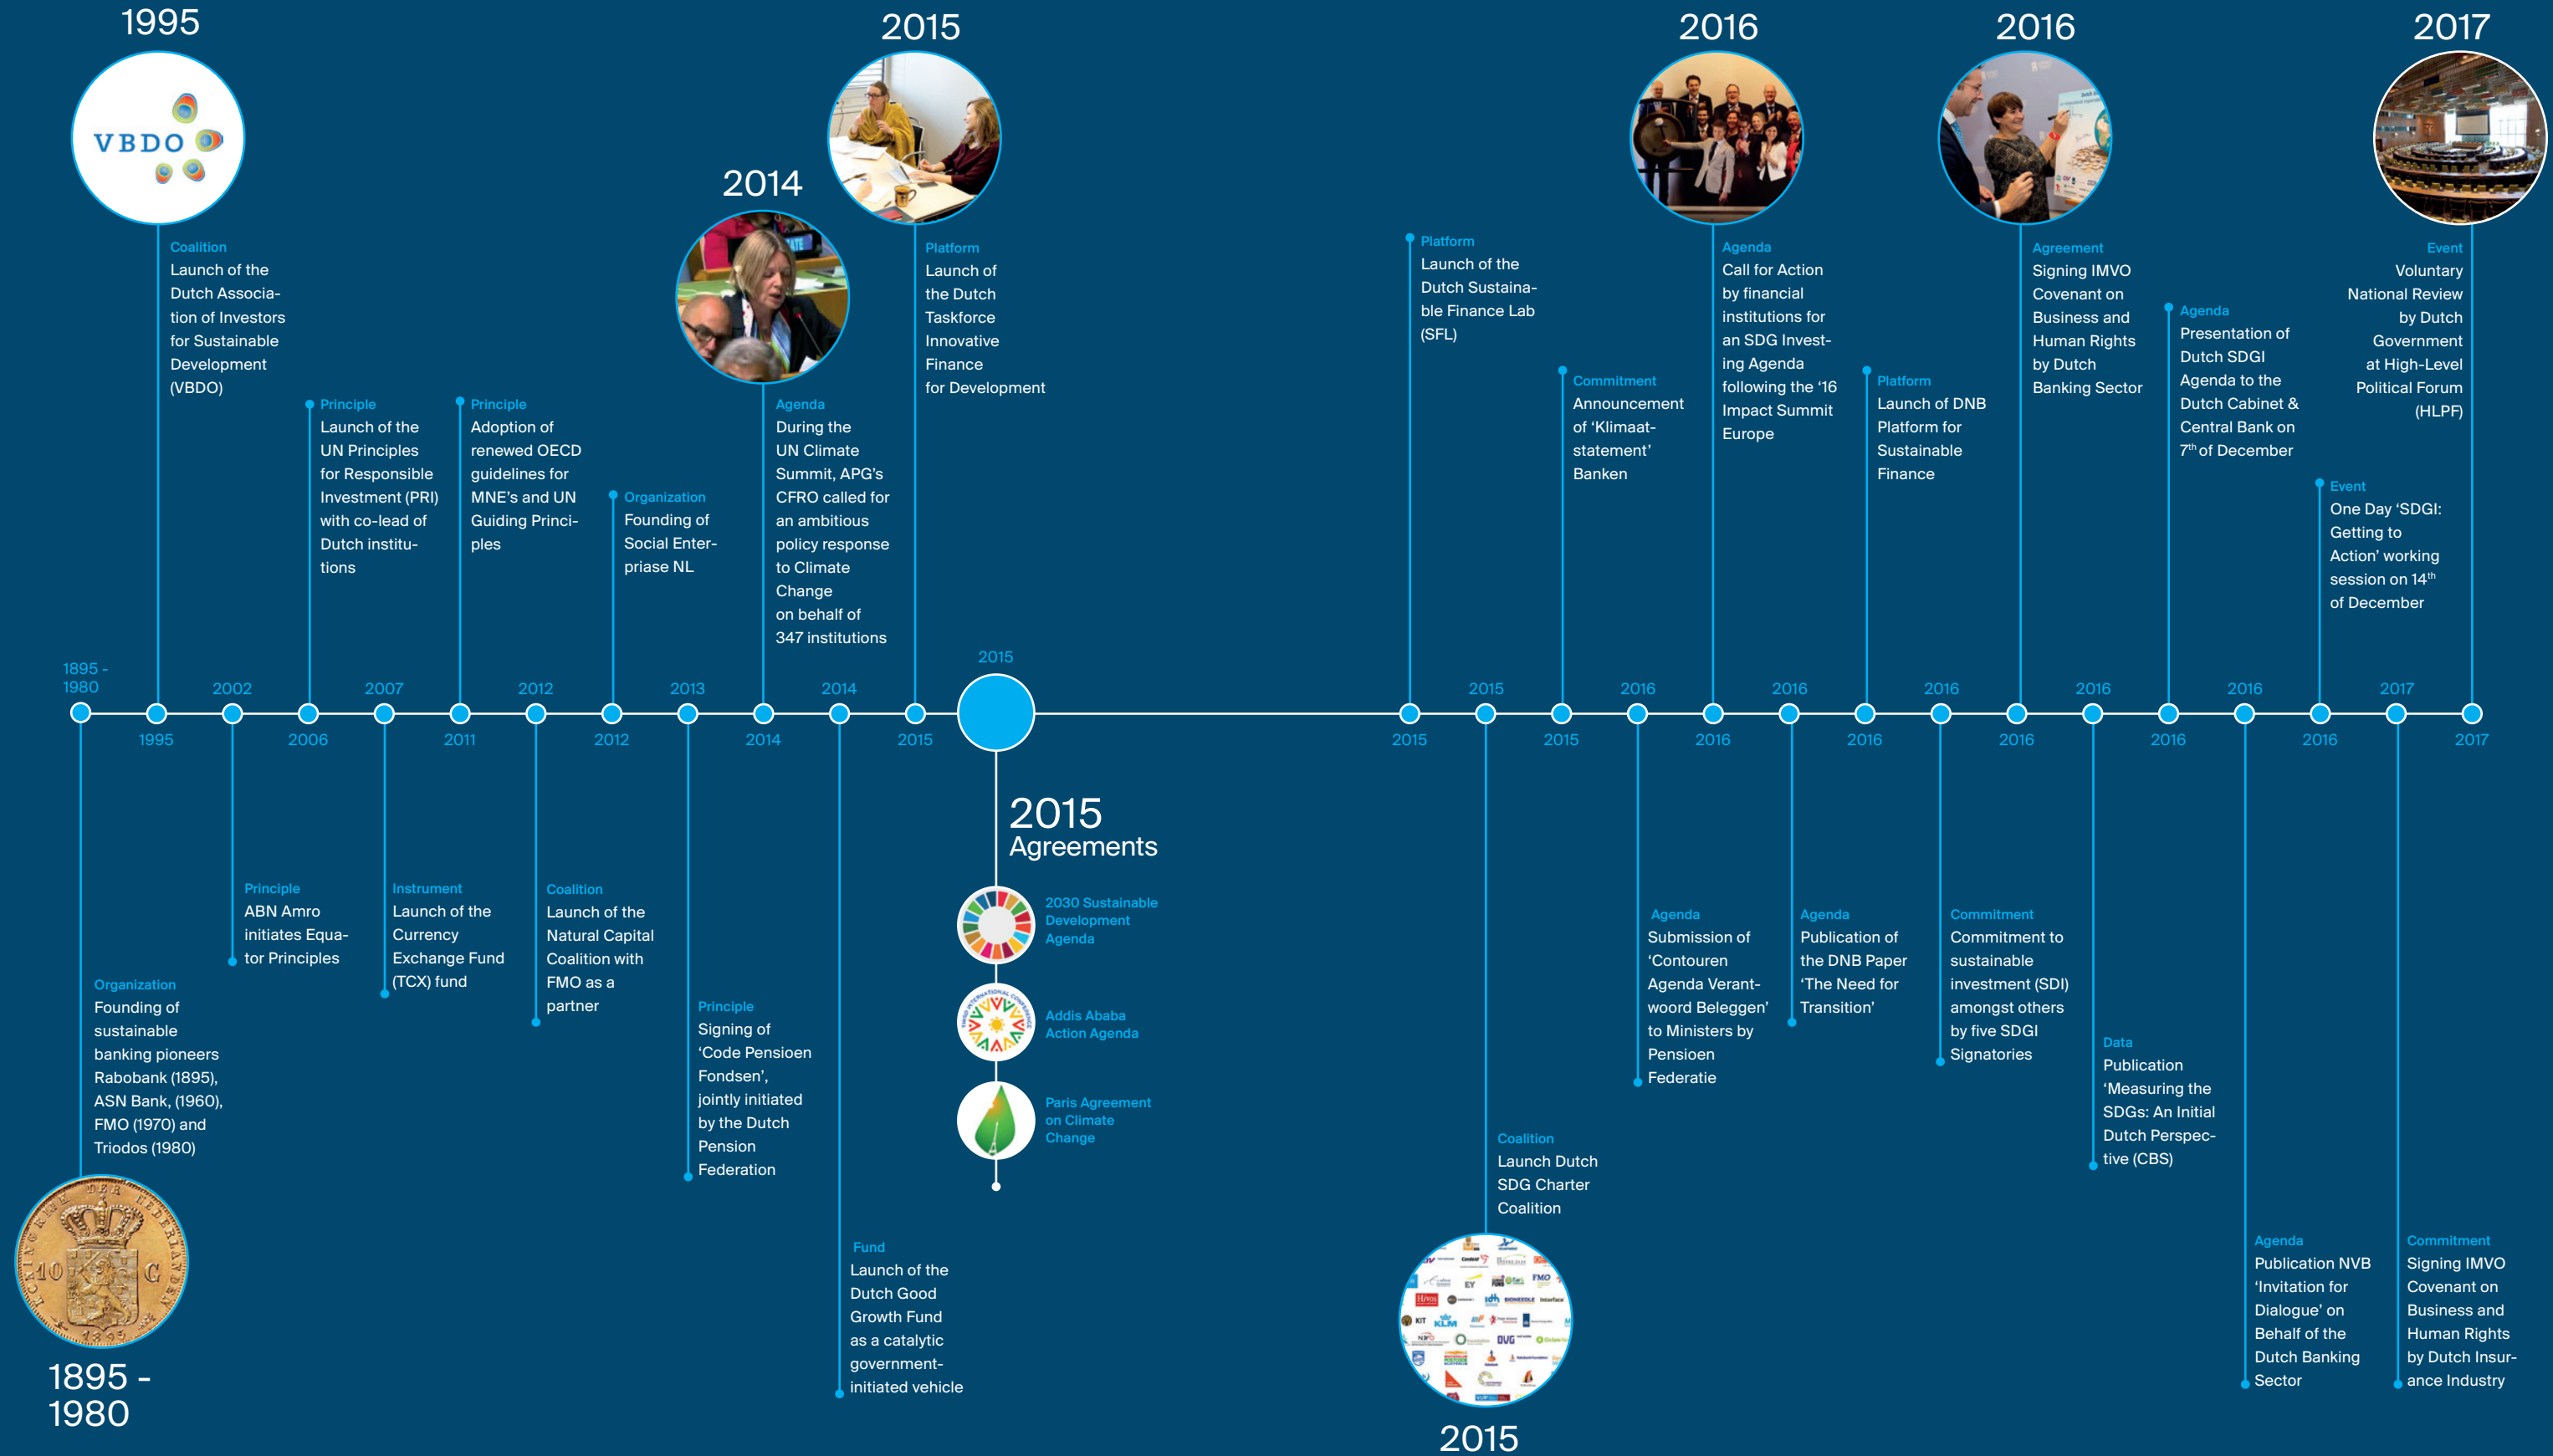 1995
VBDO
Coalition
Launch of the
Dutch Associa-
tion of Investors
for Sustainable
Development
(VBDO)
Principle
Launch of the
UN Principles
for Responsible
Investment (PRI)
with co-lead of
Dutch institu-
tions
Principle
Adoption of
renewed OECD
guidelines for
MNE's and UN
Guiding Princi-
ples
Organization
Founding of
Social Enter-
priase NL
2014
Agenda
During the
UN Climate
Summit, APG's
CFRO called for
an ambitious
policy response
to Climate
Change
on behalf of
347 institutions
2015
Platform
Launch of
the Dutch
Taskforce
Innovative
Finance
for Development
Platform
Launch of the
Dutch Sustaina-
ble Finance Lab
(SFL)
Commitment
Announcement
of ‘Klimaat-
statement’
Banken
2016
Agenda
Call for Action
by financial
institutions for
an SDG Invest-
ing Agenda
following the ‘16
Impact Summit
Europe
Platform
Launch of DNB
Platform for
Sustainable
Finance
2016
Agreement
Signing IMVO
Covenant on
Business and
Human Rights
by Dutch
Banking Sector
Agenda
Presentation of
Dutch SDGI
Agenda to the
Dutch Cabinet &
Central Bank on
7th of December
Event
One Day ‘SDGI:
Getting to
Action’ working
session on 14th
of December
2017
Event
Voluntary
National Review
by Dutch
Government
at High-Level
Political Forum
(HLPF)
1895 -
1980
1995
2002
2006
2007
2011
2012
2012
2013
2014
2014
2015
2015
2015
2015
2015
2016
2016
2016
2016
2016
2016
2016
2016
2016
2016
2017
2017
Organization
Founding of
sustainable
banking pioneers
Rabobank (1895),
ASN Bank, (1960),
FMO (1970) and
Triodos (1980)
10 G
1895
1895 -
1980
Principle
ABN Amro
initiates Equa-
tor Principles
Instrument
Launch of the
Currency
Exchange Fund
(TCX) fund
Coalition
Launch of the
Natural Capital
Coalition with
FMO as a
partner
Principle
Signing of
‘Code Pensioen
Fondsen’,
jointly initiated
by the Dutch
Pension
Federation
Fund
Launch of the
Dutch Good
Growth Fund
as a catalytic
government-
initiated vehicle
2015
Agreements
2030 Sustainable
Development
Agenda
Addis Ababa
Action Agenda
Paris Agreement
on Climate
Change
Coalition
Launch Dutch
SDG Charter
Coalition
EY
FMO
Hivos
KIT
KLM
2015
Agenda
Submission of
‘Contouren
Agenda Verant-
woord Beleggen’
to Ministers by
Pensioen
Federatie
Agenda
Publication of
the DNB Paper
‘The Need for
Transition’
Commitment
Commitment to
sustainable
investment (SDI)
amongst others
by five SDGI
Signatories
Data
Publication
‘Measuring the
SDGs: An Initial
Dutch Perspec-
tive (CBS)
Agenda
Publication NVB
‘Invitation for
Dialogue’ on
Behalf of the
Dutch Banking
Sector
Commitment
Signing IMVO
Covenant on
Business and
Human Rights
by Dutch Insur-
ance Industry